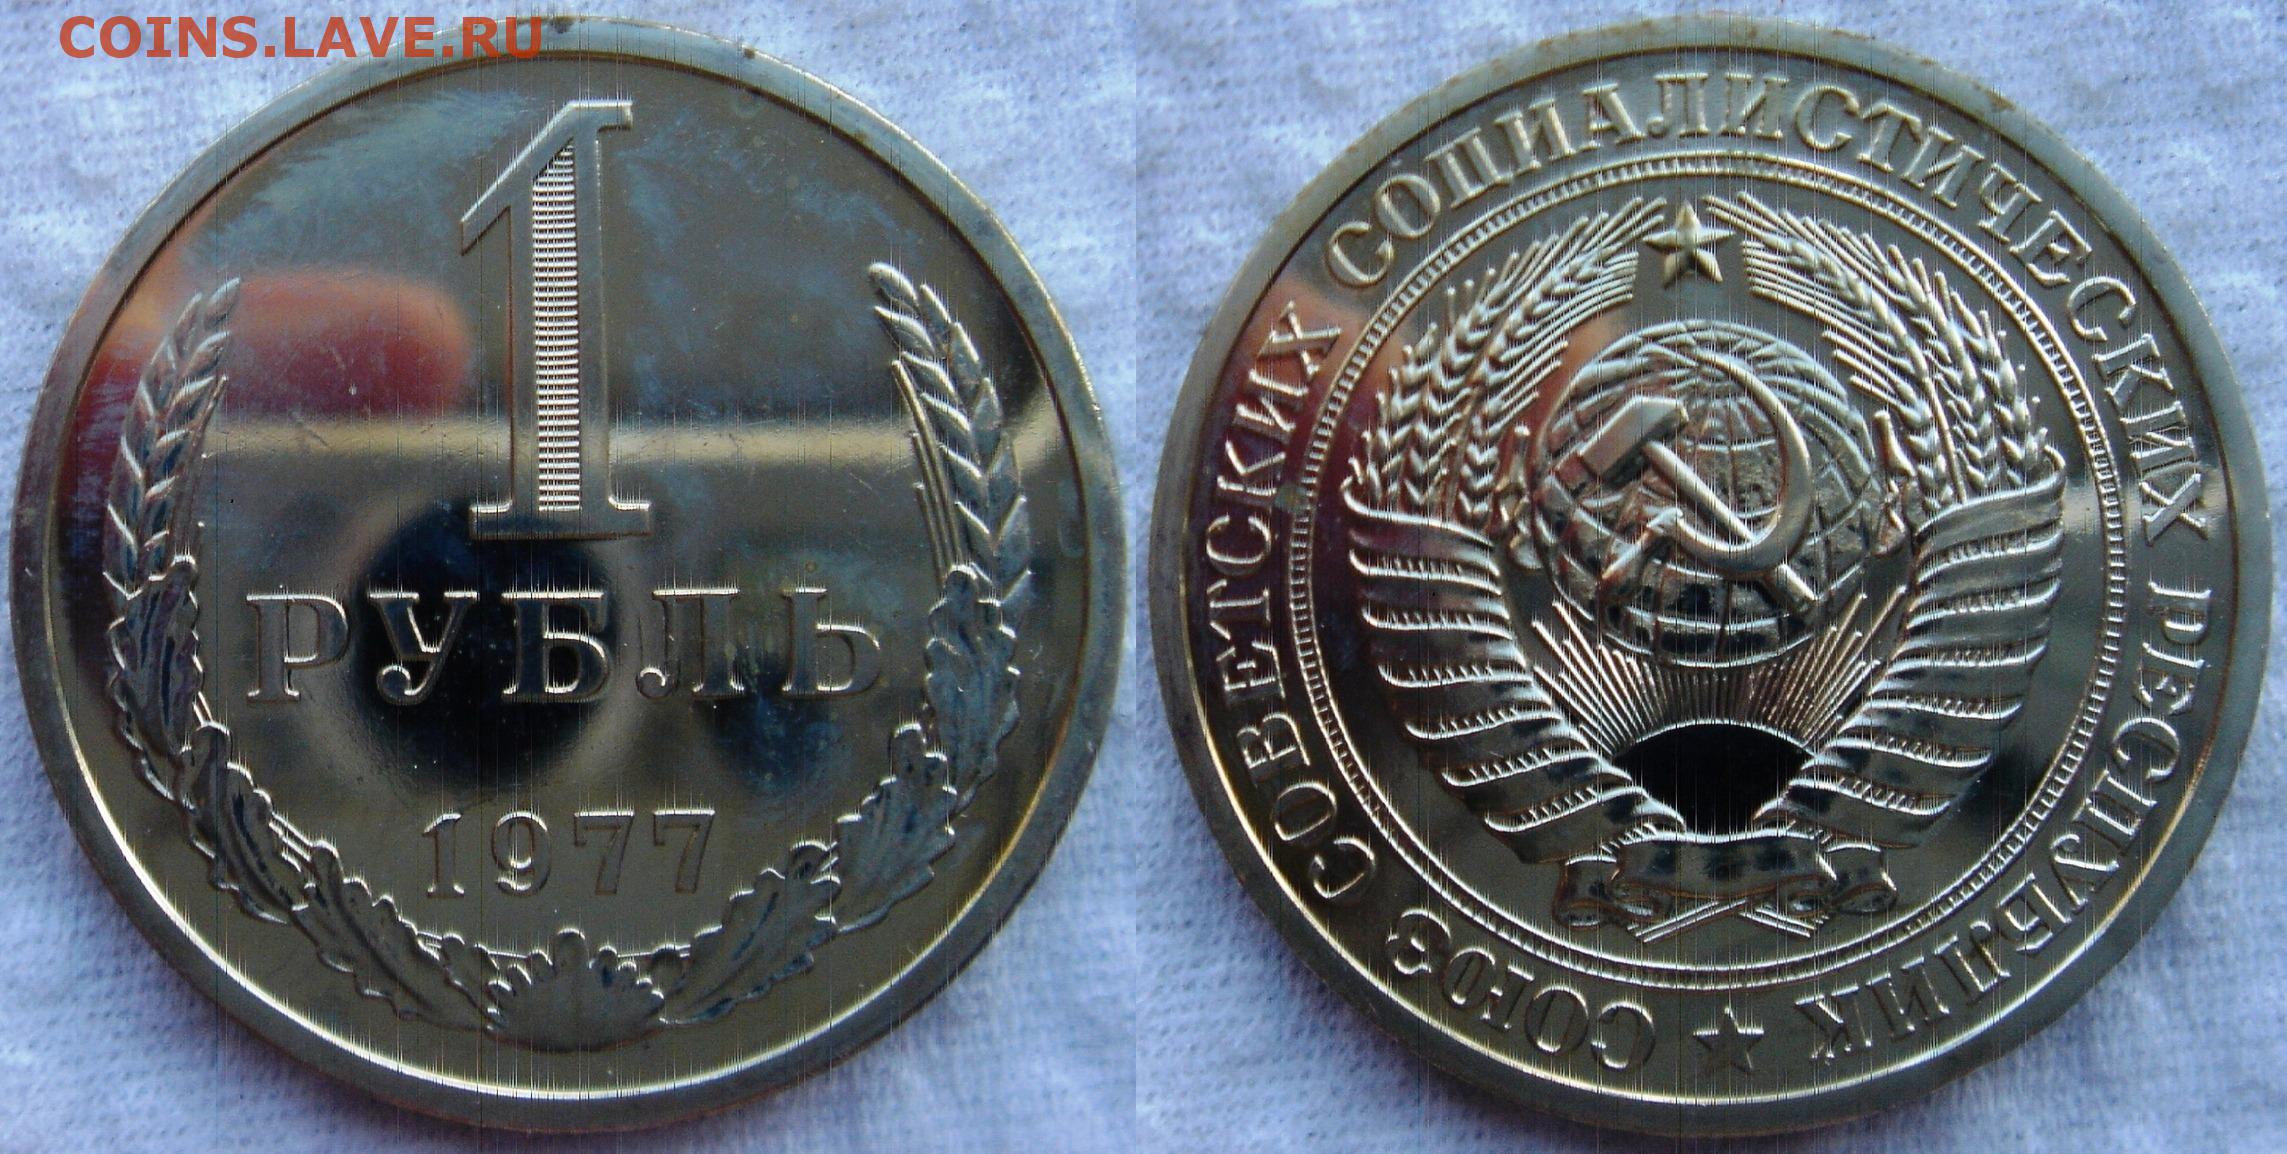 COINS.LAVE.RU
1
РУБЛЬ
1977
СОЮЗ СОВЕТСКИХ СОЦИАЛИСТИЧЕСКИХ РЕСПУБЛИК